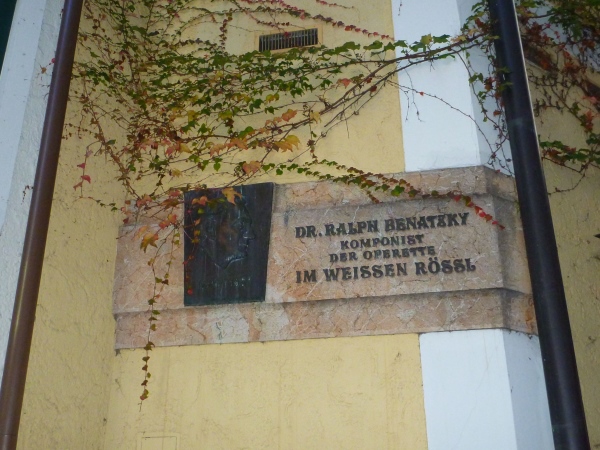 DR. RALPH BENATZKY
KOMPONIST
DER OPERETTE
IM WEISSEN RÖSSL